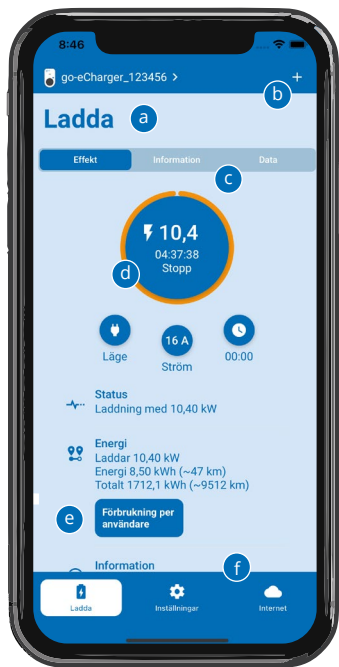 8:46
go-eCharger_123456 >
+
b
Ladda
a
Effekt Information Data
c
10,4
04:37:38
Stopp
d
16 A
Läge
Ström
00:00
Status
Laddning med 10,40 kW
Energi
Laddar 10,40 kW
Energi 8,50 kWh (~47 km)
Totalt 1712,1 kWh (~9512 km)
e
Förbrukning per
användare
Information
f
Ladda Inställningar Internet